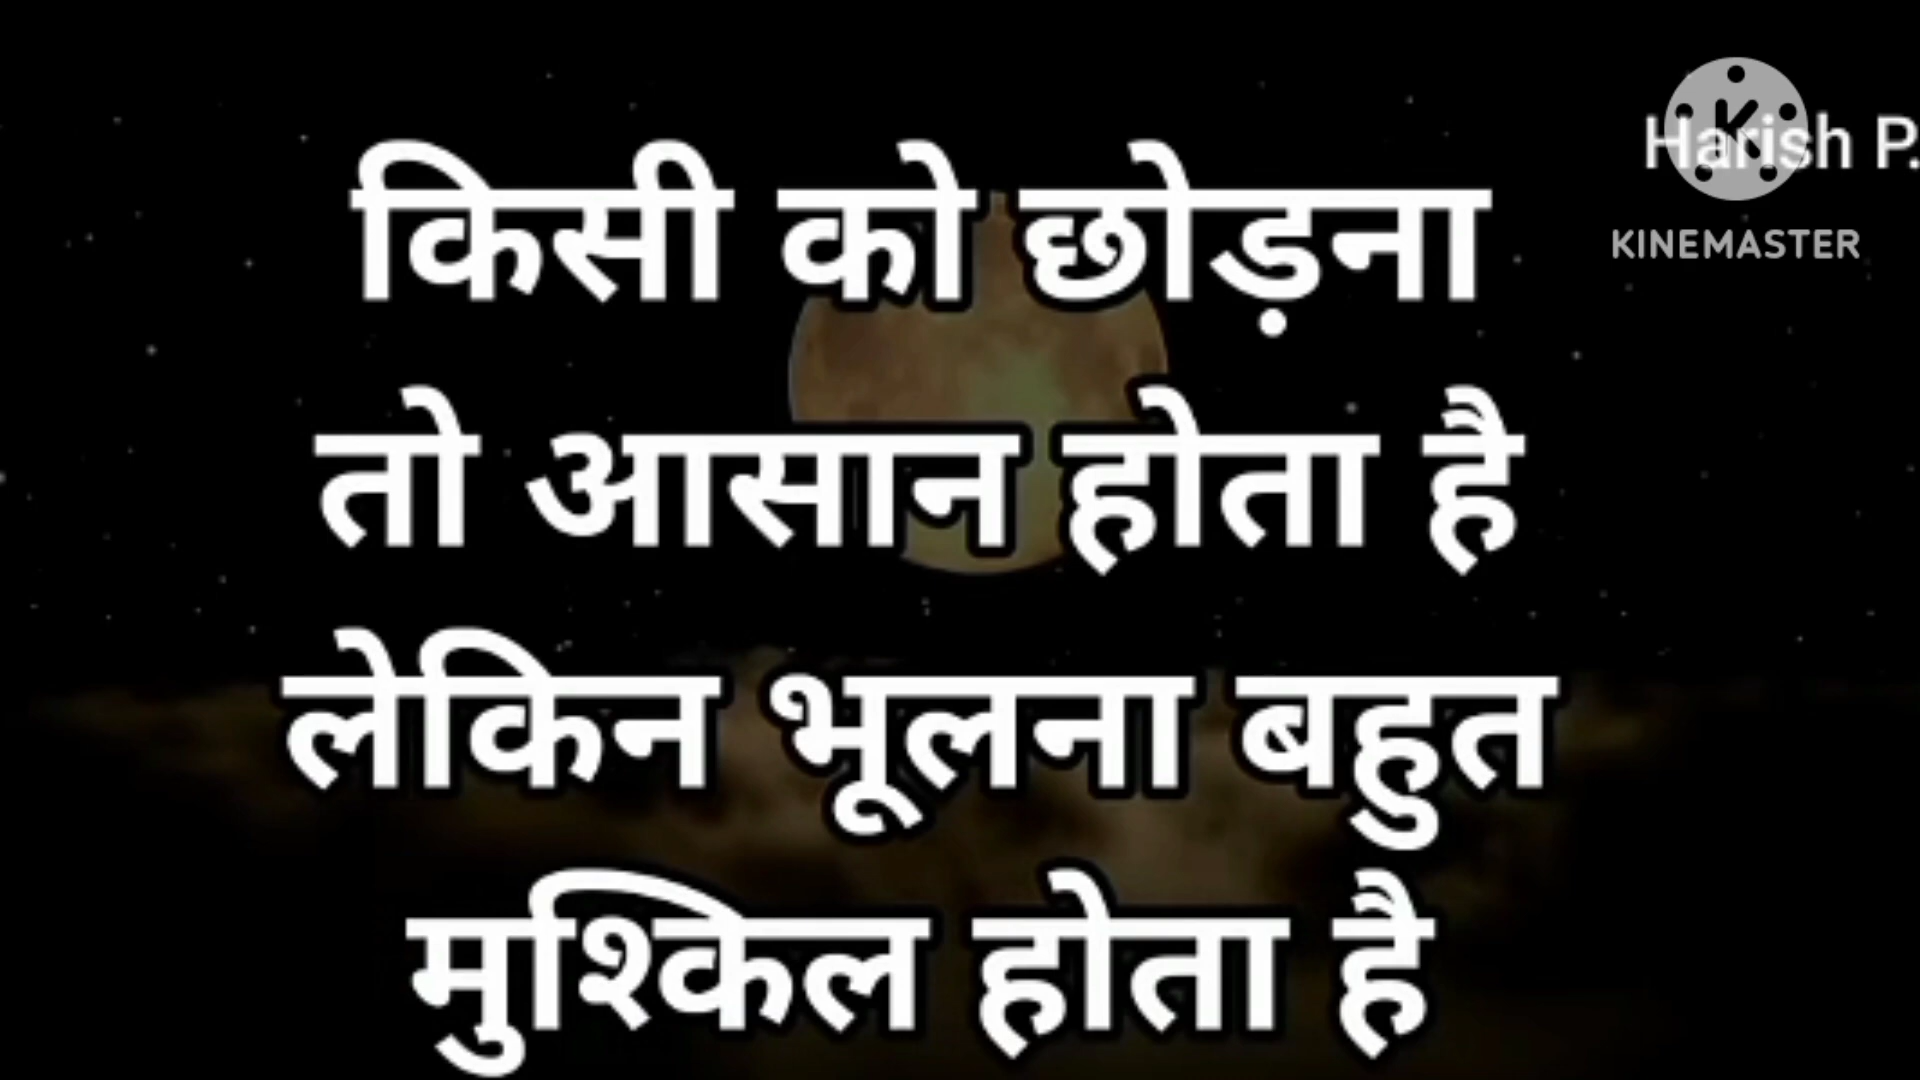 किसी को छोड़ना
तो आसान होता है
लेकिन भूलना बहुत
मुश्किल होता है
Harish P.
KINEMASTER